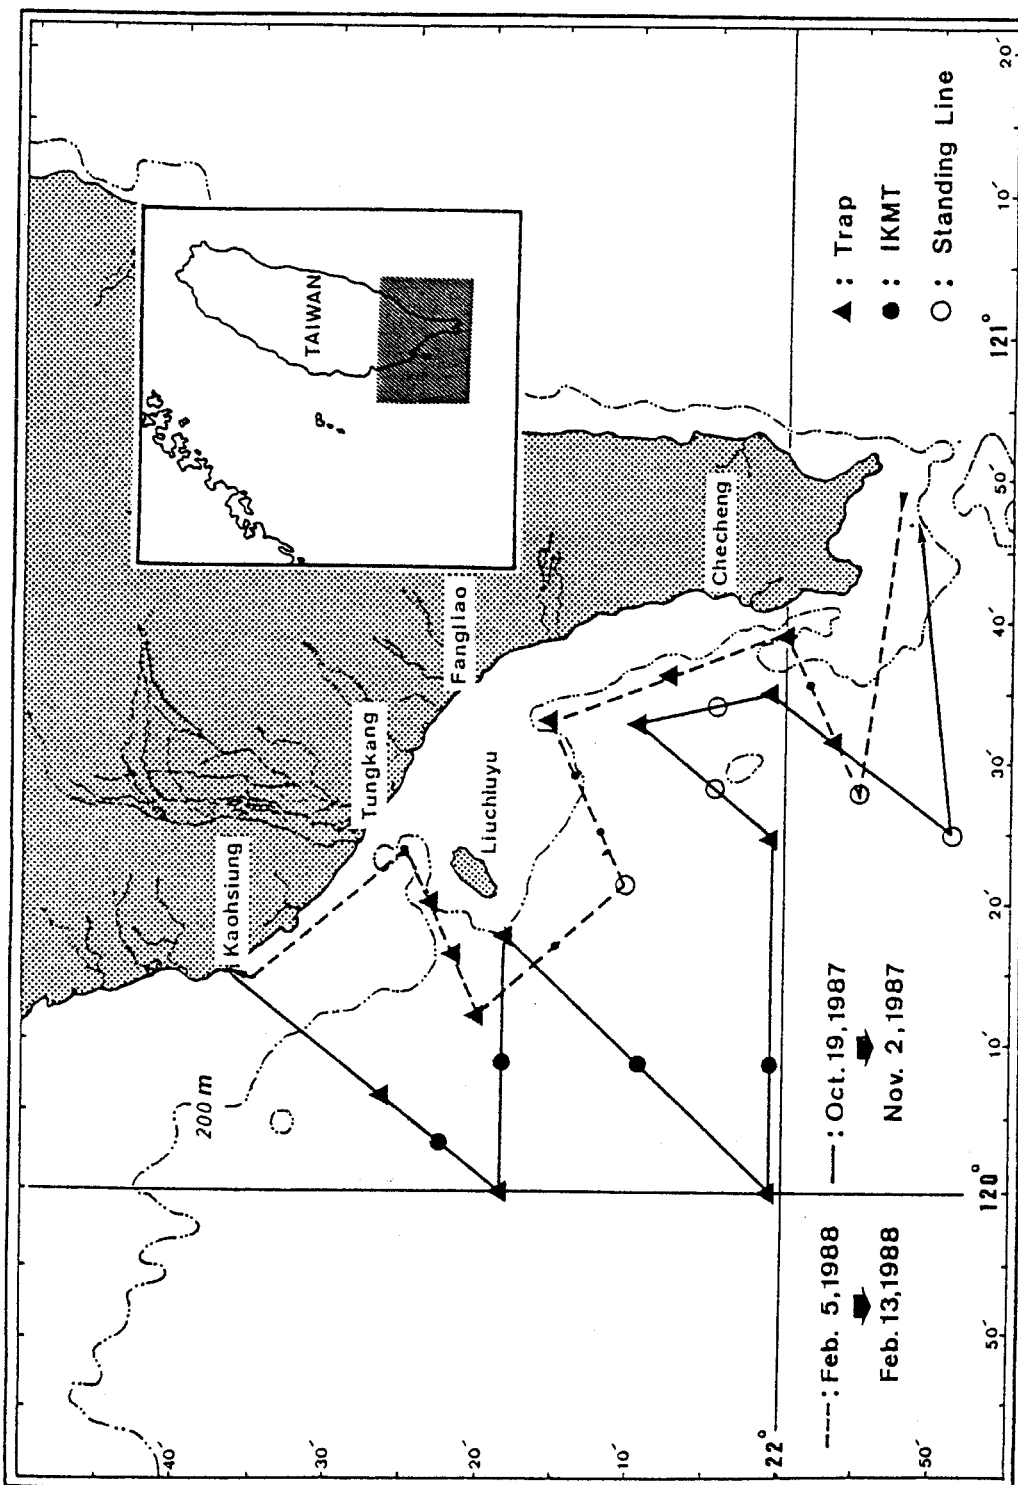 Kaohsiung
Tungkang
Fangliao
Checheng
Liuchiuyu
TAIWAN
200 m
▲ : Trap
● : IKMT
○ : Standing Line
---: Feb. 5, 1988
Feb. 13, 1988
—: Oct. 19, 1987
Nov. 2, 1987
40´
30´
20´
10´
22°
50´
50´
120°
10´
20´
30´
40´
50´
121°
10´
20´